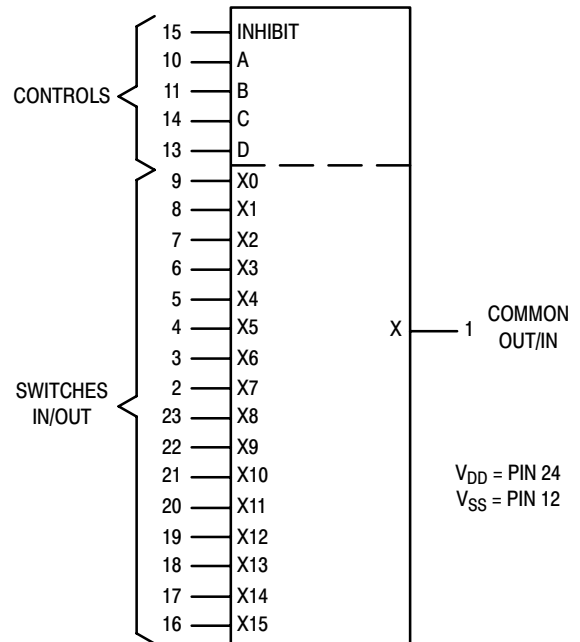 15 INHIBIT
10 A
CONTROLS
11 B
14 C
13 D
9 X0
8 X1
7 X2
6 X3
5 X4
4 X5
3 X6
SWITCHES
IN/OUT
2 X7
23 X8
22 X9
21 X10
20 X11
19 X12
18 X13
17 X14
16 X15
X 1
COMMON
OUT/IN
VDD = PIN 24
VSS = PIN 12